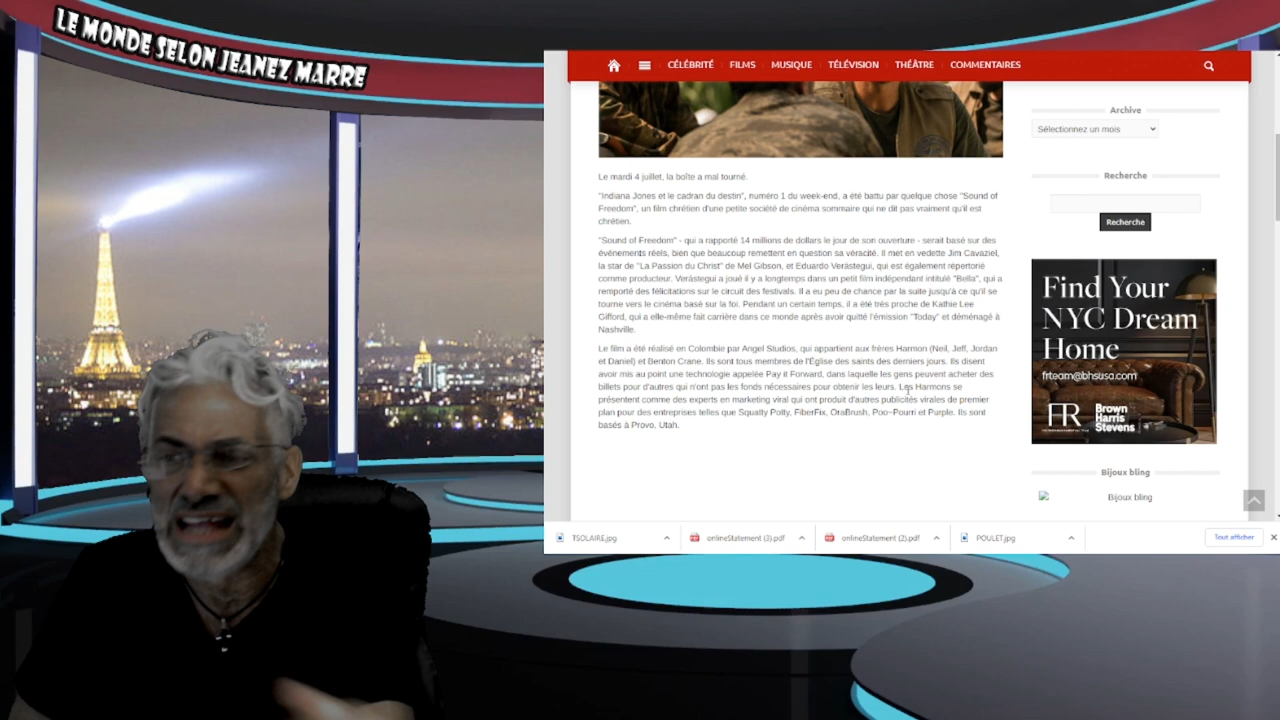 LE MONDE SELON JEANEZ MARRE
CÉLÉBRITÉ FILMS MUSIQUE TÉLÉVISION THÉÂTRE COMMENTAIRES
Le mardi 4 juillet, la boîte a mal tourné.
"Indiana Jones et le cadran du destin", numéro 1 du week-end, a été battu par quelque chose "Sound of
Freedom", un film chrétien d'une petite société de cinéma sommaire qui ne dit pas vraiment qu'il est
chrétien.
"Sound of Freedom" - qui a rapporté 14 millions de dollars le jour de son ouverture - serait basé sur des
événements réels, bien que beaucoup remettent en question sa véracité. Il met en vedette Jim Cavaziel,
la star de "La Passion du Christ" de Mel Gibson, et Eduardo Verástegui, qui est également répertorié
comme producteur. Verástegui a joué il y a longtemps dans un petit film indépendant intitulé "Bella", qui a
remporté des félicitations sur le circuit des festivals. Il a eu peu de chance par la suite jusqu'à ce qu'il se
tourne vers le cinéma basé sur la foi. Pendant un certain temps, il a été très proche de Kathie Lee
Gifford, qui a elle-même fait carrière dans ce monde après avoir quitté l'émission "Today" et déménagé à
Nashville.
Le film a été réalisé en Colombie par Angel Studios, qui appartient aux frères Harmon (Neil, Jeff, Jordan
et Daniel) et Benton Crane. Ils sont tous membres de l'Église des saints des derniers jours. Ils disent
avoir mis au point une technologie appelée Pay it Forward, dans laquelle les gens peuvent acheter des
billets pour d'autres qui n'ont pas les fonds nécessaires pour obtenir les leurs. Les Harmons se
présentent comme des experts en marketing viral qui ont produit d'autres publicités virales de premier
plan pour des entreprises telles que Squatty Potty, FiberFix, OraBrush, Poo~Pourri et Purple. Ils sont
basés à Provo, Utah.
Archive
Sélectionnez un mois
Recherche
Recherche
Find Your
NYC Dream
Home
frteam@bhsusa.com
FR
Brown
Harris
Stevens
Bijoux bling
Bijoux bling
TSOLAIRE.jpg onlineStatement (3).pdf onlineStatement (2).pdf POULET.jpg Tout afficher